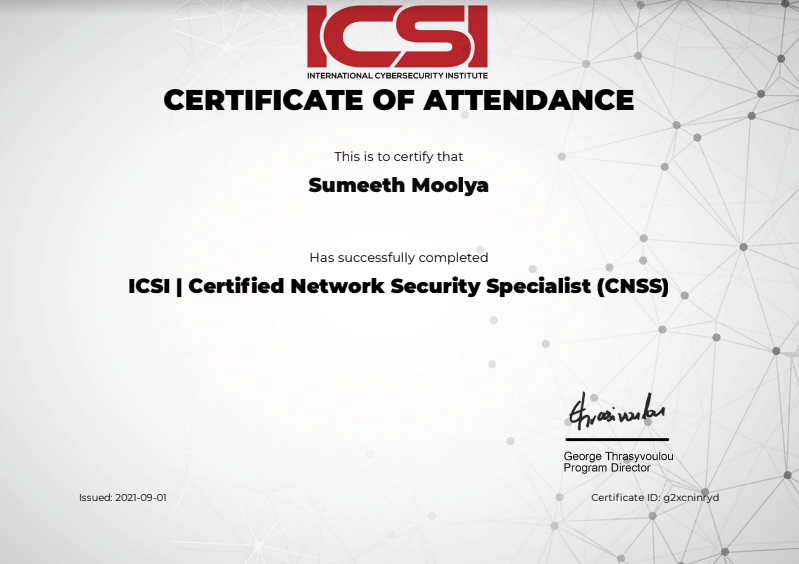 ICSI
INTERNATIONAL CYBERSECURITY INSTITUTE
CERTIFICATE OF ATTENDANCE
This is to certify that
Sumeeth Moolya
Has successfully completed
ICSI | Certified Network Security Specialist (CNSS)
George Thrasyvoulou
Program Director
Issued: 2021-09-01
Certificate ID: g2xcninryd